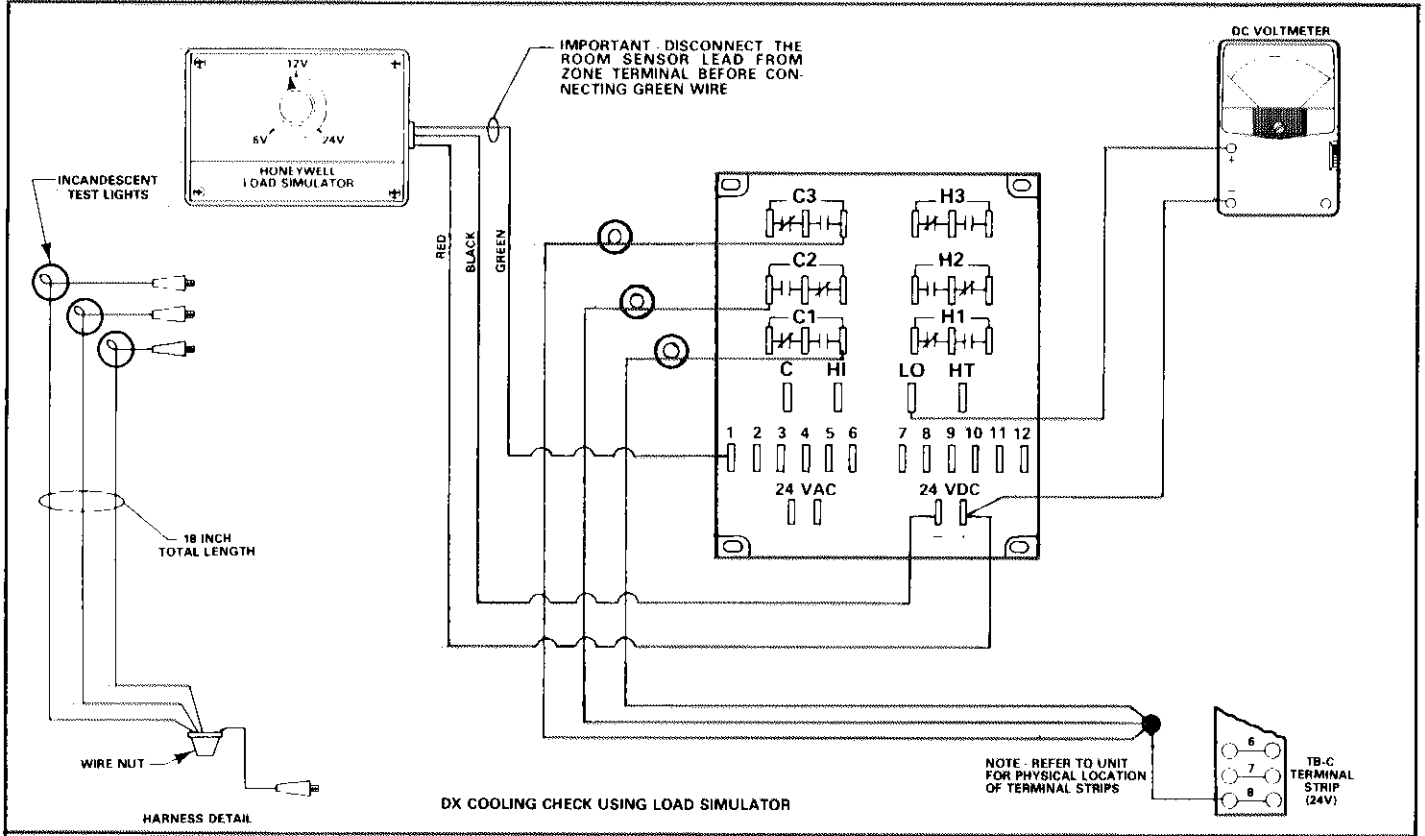 DC VOLTMETER
IMPORTANT - DISCONNECT THE
ROOM SENSOR LEAD FROM
ZONE TERMINAL BEFORE CON-
NECTING GREEN WIRE
12V
6V
24V
HONEYWELL
LOAD SIMULATOR
INCANDESCENT
TEST LIGHTS
RED
BLACK
GREEN
+
−
C3 H3
C2 H2
C1 H1
C HI LO HT
1 2 3 4 5 6 7 8 9 10 11 12
24 VAC 24 VDC
−
18 INCH
TOTAL LENGTH
WIRE NUT
HARNESS DETAIL
DX COOLING CHECK USING LOAD SIMULATOR
NOTE - REFER TO UNIT
FOR PHYSICAL LOCATION
OF TERMINAL STRIPS
6
7
8
TB-C
TERMINAL
STRIP
(24V)